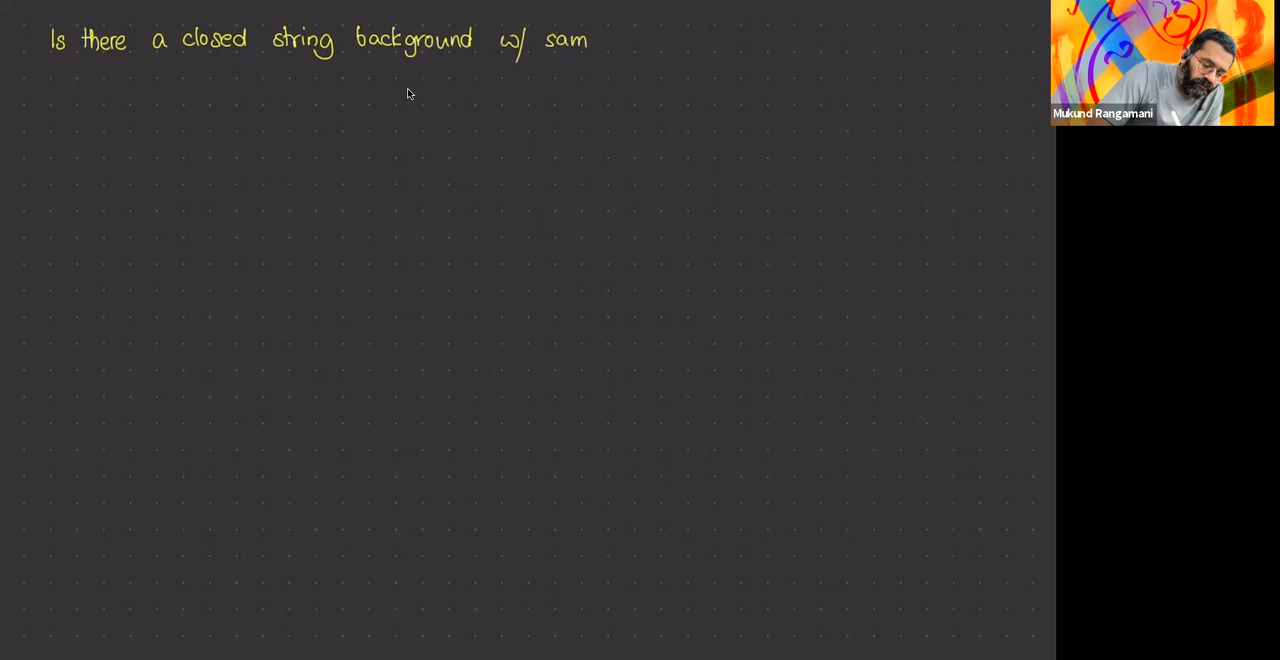 Is there a closed string background w/ sam
Mukund Rangamani